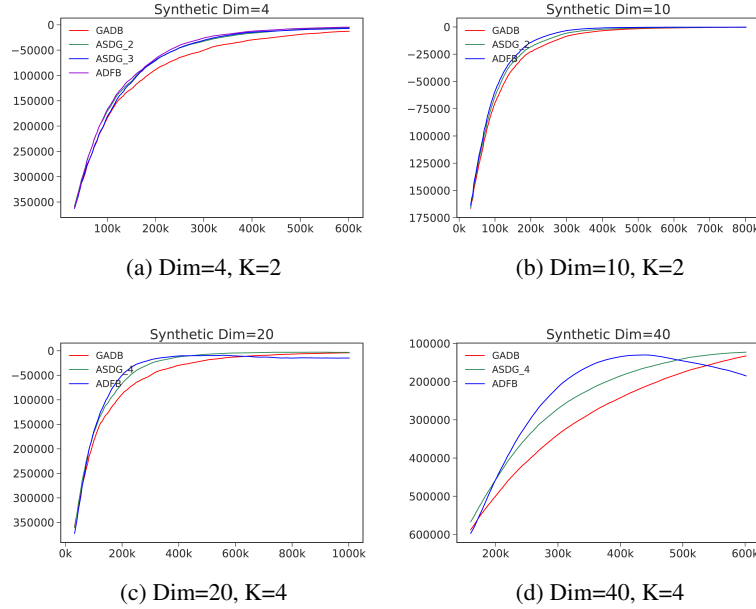 Synthetic Dim=4
0
−50000
100000
150000
200000
250000
300000
350000
GADB
ASDG_2
ASDG_3
ADFB
100k
200k
300k
400k
500k
600k
(a) Dim=4, K=2
Synthetic Dim=10
0
−25000
−50000
−75000
100000
125000
150000
175000
GADB
ASDG_2
ADFB
0k
100k
200k
300k
400k
500k
600k
700k
800k
(b) Dim=10, K=2
Synthetic Dim=20
0
−50000
100000
150000
200000
250000
300000
350000
GADB
ASDG_4
ADFB
0k
200k
400k
600k
800k
1000k
(c) Dim=20, K=4
Synthetic Dim=40
100000
200000
300000
400000
500000
600000
GADB
ASDG_4
ADFB
200k
300k
400k
500k
600k
(d) Dim=40, K=4